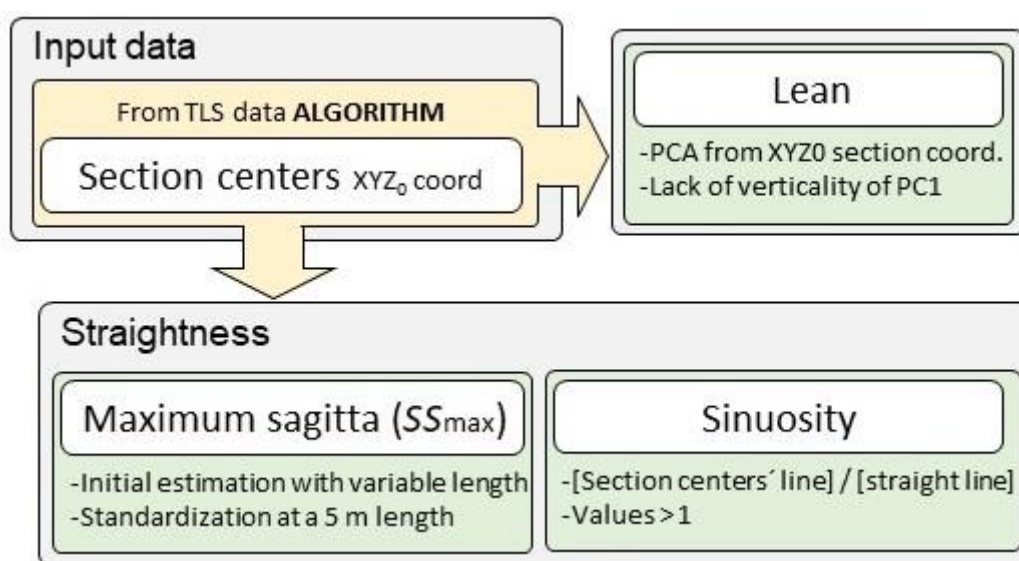 Input data
From TLS data ALGORITHM
Section centers XYZ₀ coord
Lean
-PCA from XYZ0 section coord.
-Lack of verticality of PC1
Straightness
Maximum sagitta (SSmax)
-Initial estimation with variable length
-Standardization at a 5 m length
Sinuosity
-[Section centers´ line] / [straight line]
-Values >1